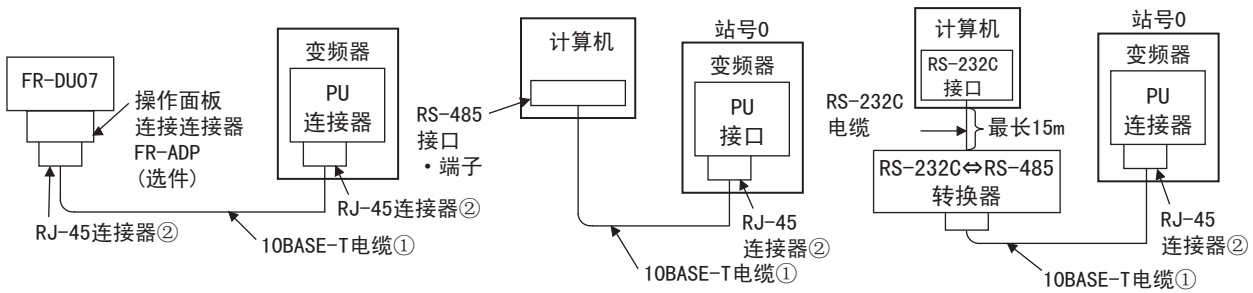 FR-DU07
操作面板
连接连接器
FR-ADP
(选件)
变频器
PU
连接器
RJ-45连接器②
RJ-45连接器②
10BASE-T电缆①
计算机
RS-485
接口
・端子
站号0
变频器
PU
接口
RJ-45
连接器②
10BASE-T电缆①
计算机
RS-232C
接口
RS-232C
电缆
最长15m
RS-232C⇔RS-485
转换器
站号0
变频器
PU
连接器
RJ-45
连接器②
10BASE-T电缆①